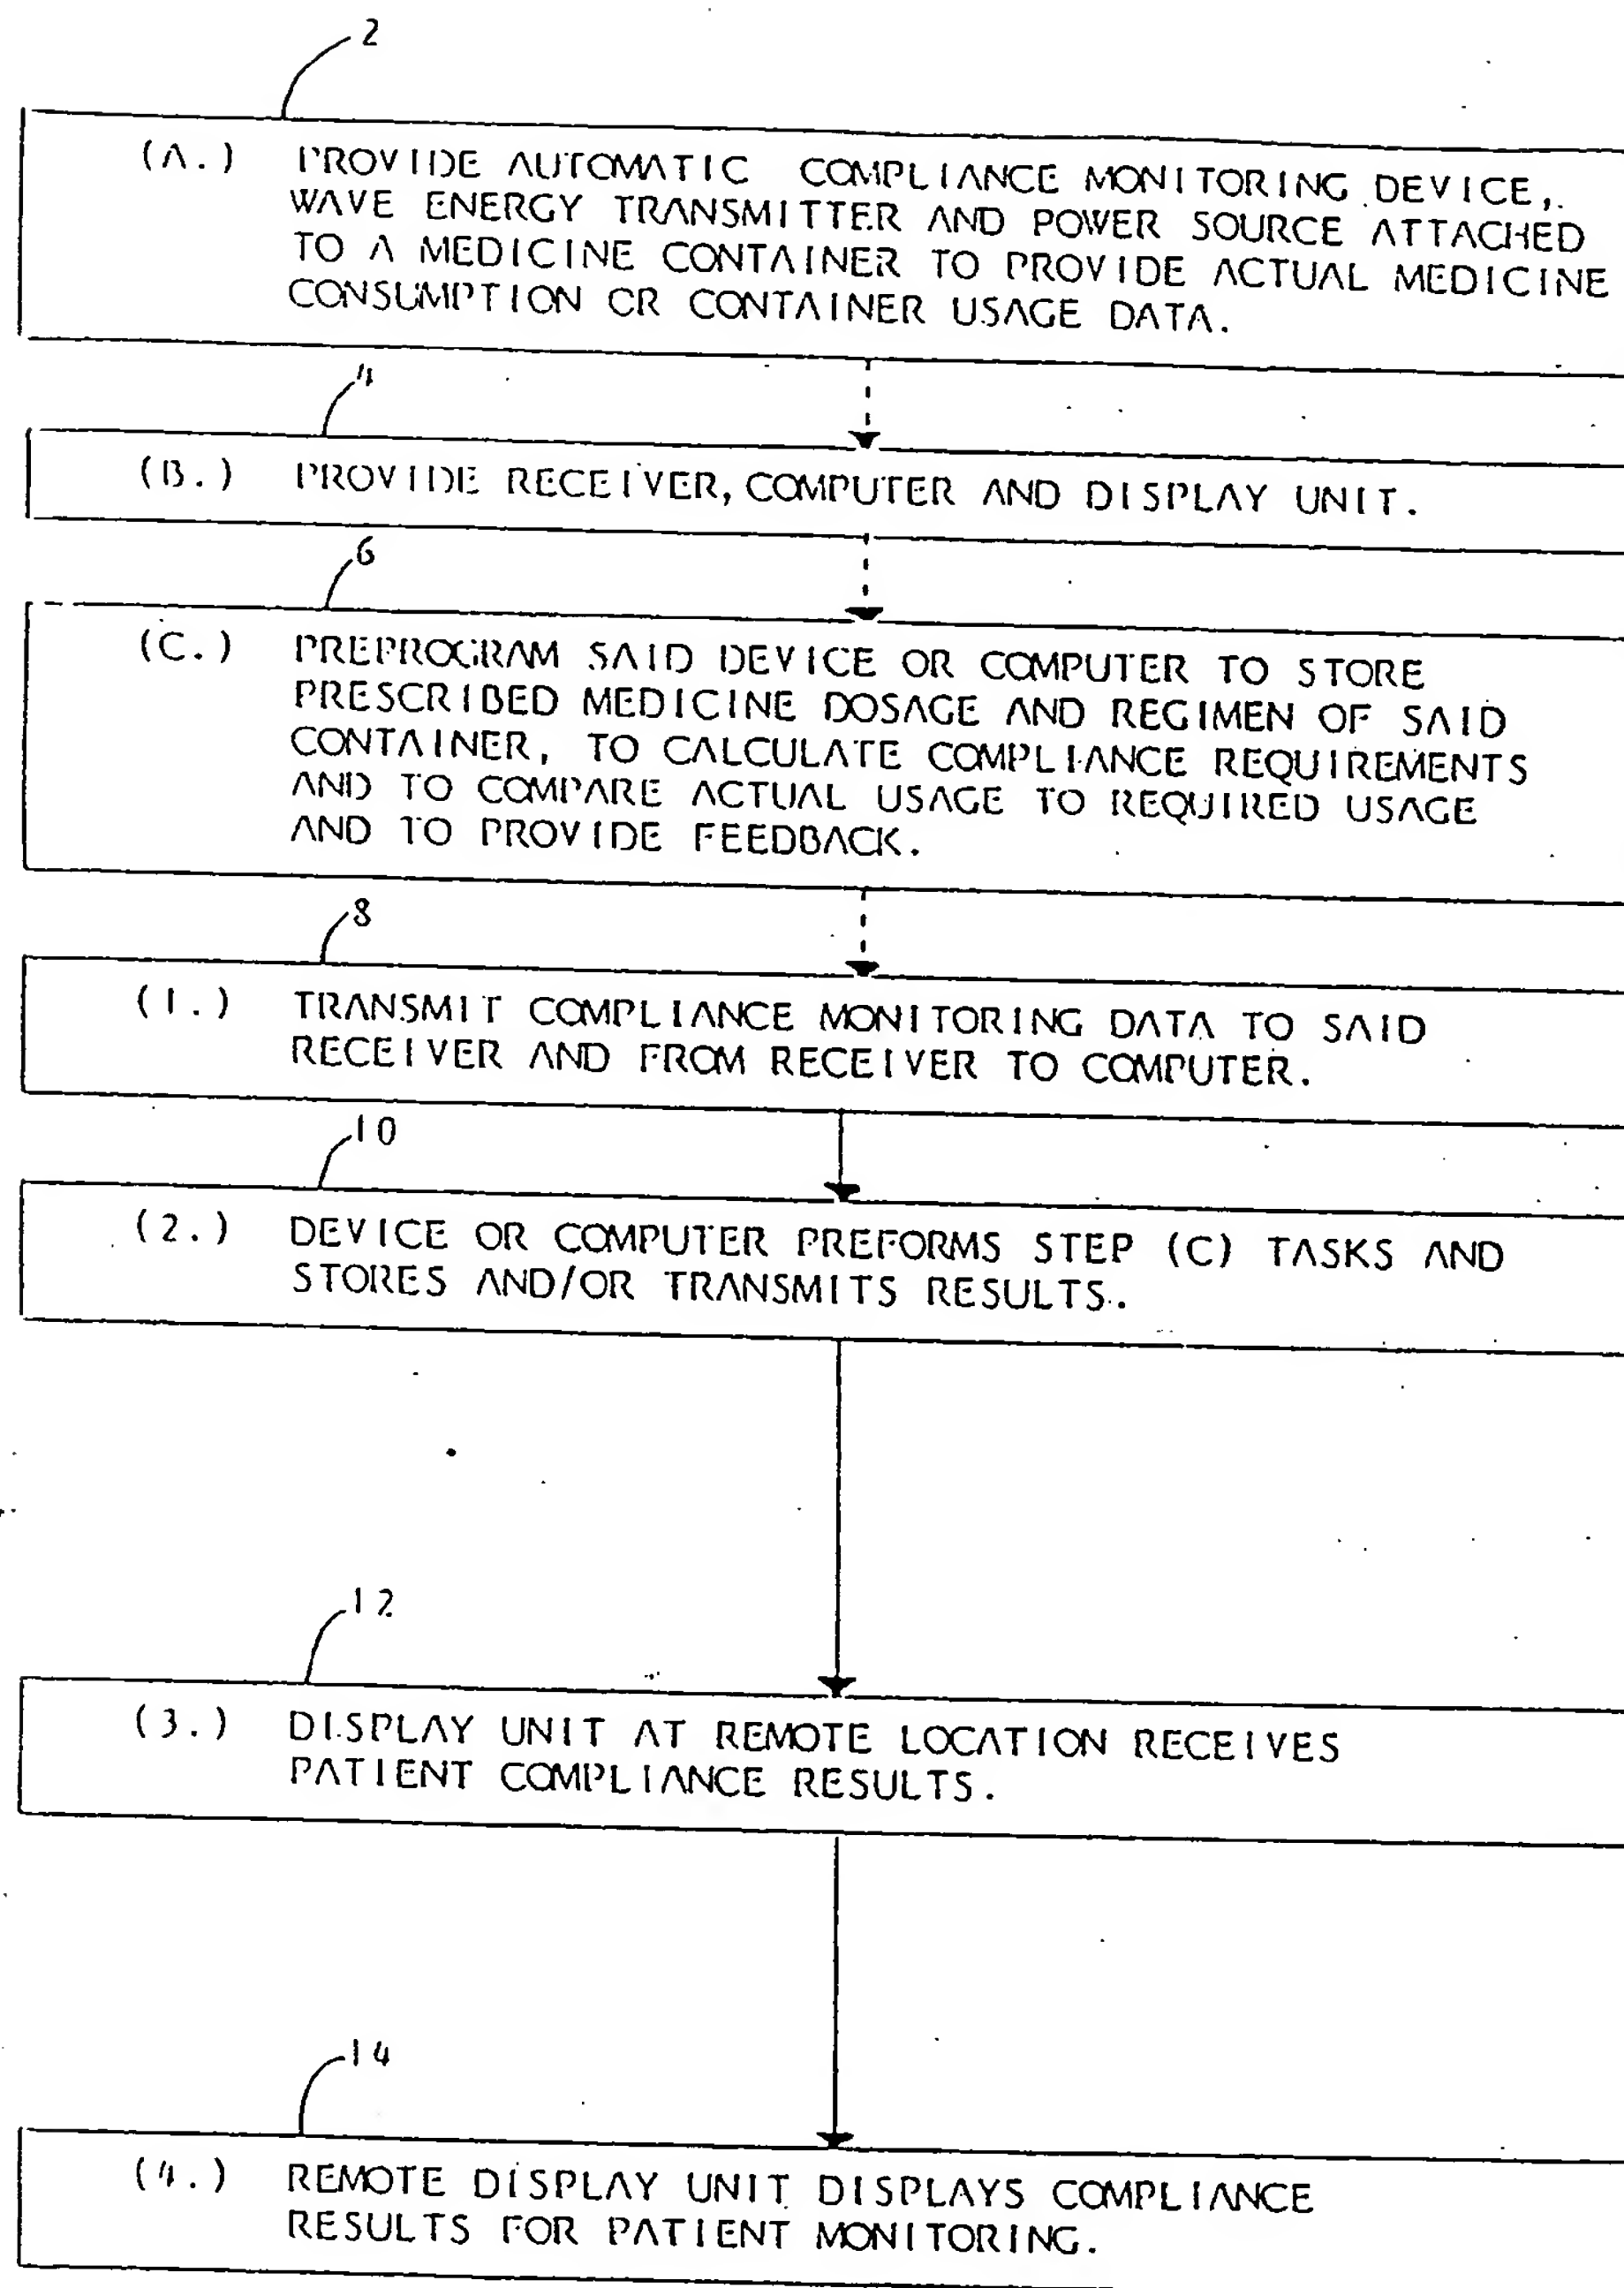 2
(A.) PROVIDE AUTOMATIC COMPLIANCE MONITORING DEVICE,
WAVE ENERGY TRANSMITTER AND POWER SOURCE ATTACHED
TO A MEDICINE CONTAINER TO PROVIDE ACTUAL MEDICINE
CONSUMPTION OR CONTAINER USAGE DATA.
4
(B.) PROVIDE RECEIVER, COMPUTER AND DISPLAY UNIT.
6
(C.) PREPROGRAM SAID DEVICE OR COMPUTER TO STORE
PRESCRIBED MEDICINE DOSAGE AND REGIMEN OF SAID
CONTAINER, TO CALCULATE COMPLIANCE REQUIREMENTS
AND TO COMPARE ACTUAL USAGE TO REQUIRED USAGE
AND TO PROVIDE FEEDBACK.
8
(1.) TRANSMIT COMPLIANCE MONITORING DATA TO SAID
RECEIVER AND FROM RECEIVER TO COMPUTER.
10
(2.) DEVICE OR COMPUTER PREFORMS STEP (C) TASKS AND
STORES AND/OR TRANSMITS RESULTS.
12
(3.) DISPLAY UNIT AT REMOTE LOCATION RECEIVES
PATIENT COMPLIANCE RESULTS.
14
(4.) REMOTE DISPLAY UNIT DISPLAYS COMPLIANCE
RESULTS FOR PATIENT MONITORING.